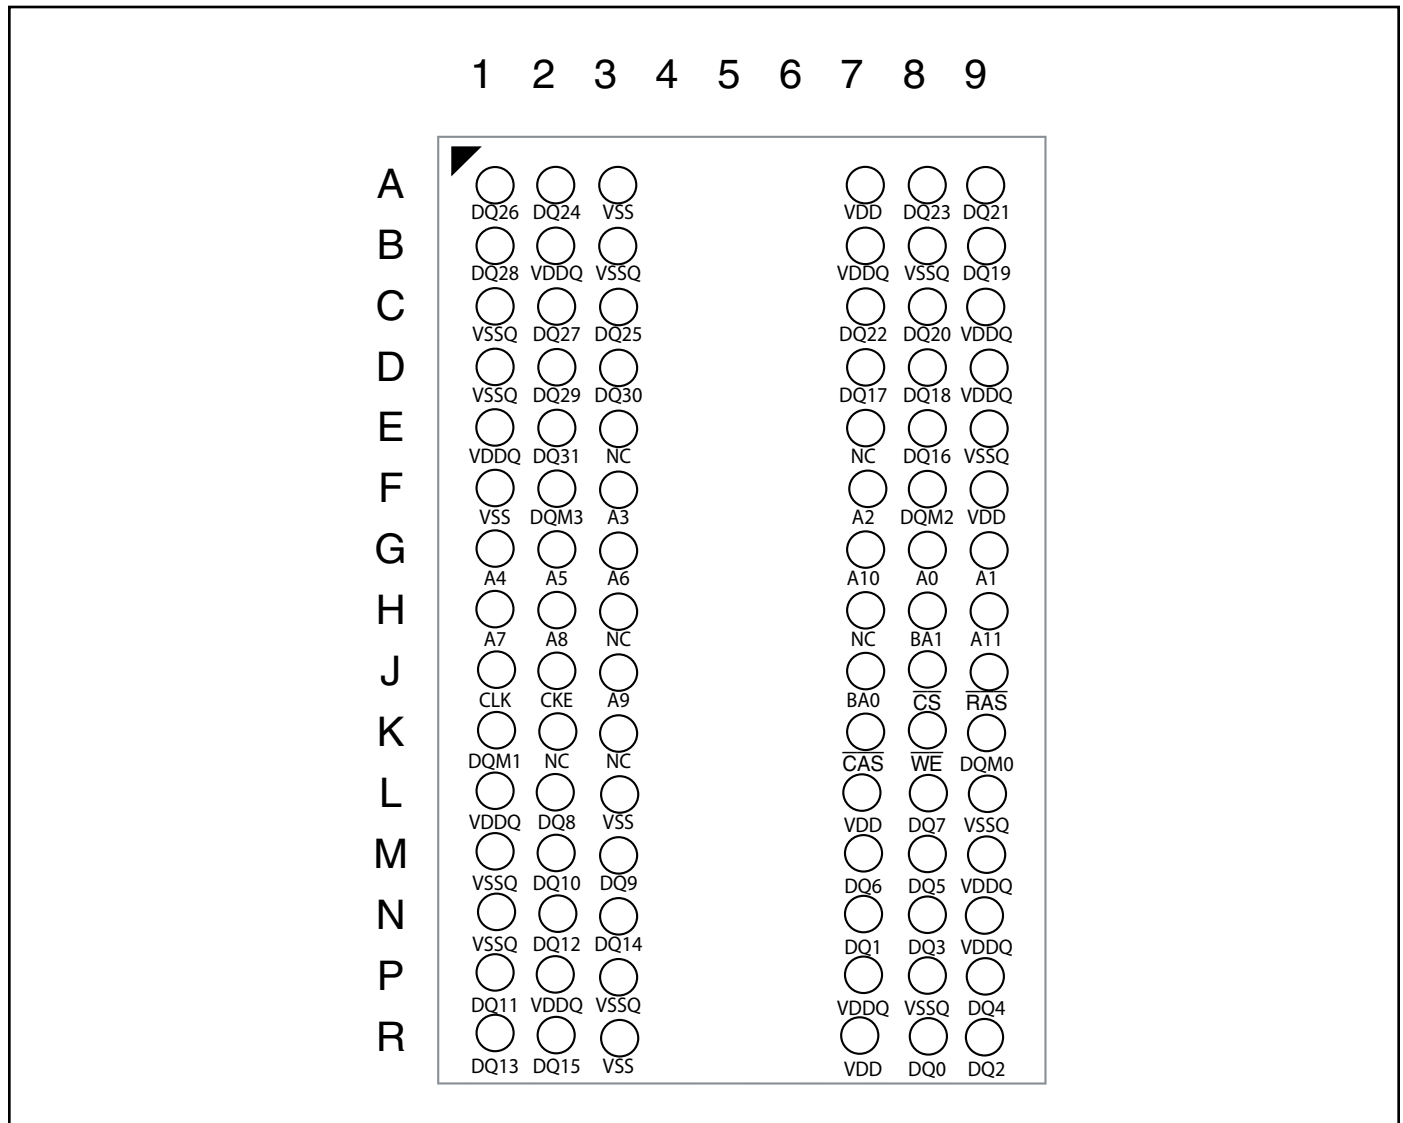 1 2 3 4 5 6 7 8 9
A
DQ26 DQ24 VSS VDD DQ23 DQ21
B
DQ28 VDDQ VSSQ VDDQ VSSQ DQ19
C
VSSQ DQ27 DQ25 DQ22 DQ20 VDDQ
D
VSSQ DQ29 DQ30 DQ17 DQ18 VDDQ
E
VDDQ DQ31 NC NC DQ16 VSSQ
F
VSS DQM3 A3 A2 DQM2 VDD
G
A4 A5 A6 A10 A0 A1
H
A7 A8 NC NC BA1 A11
J
CLK CKE A9 BA0 C̅S̅ R̅A̅S̅
K
DQM1 NC NC C̅A̅S̅ W̅E̅ DQM0
L
VDDQ DQ8 VSS VDD DQ7 VSSQ
M
VSSQ DQ10 DQ9 DQ6 DQ5 VDDQ
N
VSSQ DQ12 DQ14 DQ1 DQ3 VDDQ
P
DQ11 VDDQ VSSQ VDDQ VSSQ DQ4
R
DQ13 DQ15 VSS VDD DQ0 DQ2